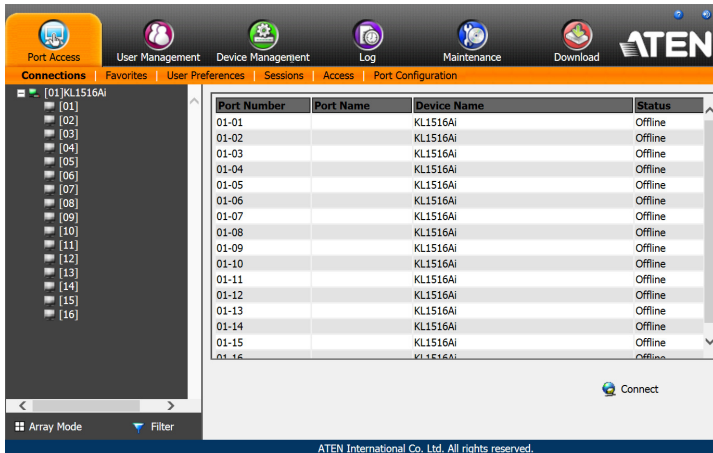 Port Access User Management Device Management Log Maintenance Download ATEN
Connections Favorites User Preferences Sessions Access Port Configuration
[01]KL1516Ai
[01]
[02]
[03]
[04]
[05]
[06]
[07]
[08]
[09]
[10]
[11]
[12]
[13]
[14]
[15]
[16]
Port Number Port Name Device Name Status
01-01 KL1516Ai Offline
01-02 KL1516Ai Offline
01-03 KL1516Ai Offline
01-04 KL1516Ai Offline
01-05 KL1516Ai Offline
01-06 KL1516Ai Offline
01-07 KL1516Ai Offline
01-08 KL1516Ai Offline
01-09 KL1516Ai Offline
01-10 KL1516Ai Offline
01-11 KL1516Ai Offline
01-12 KL1516Ai Offline
01-13 KL1516Ai Offline
01-14 KL1516Ai Offline
01-15 KL1516Ai Offline
01-16 KL1516Ai Offline
Connect
Array Mode Filter
ATEN International Co. Ltd. All rights reserved.